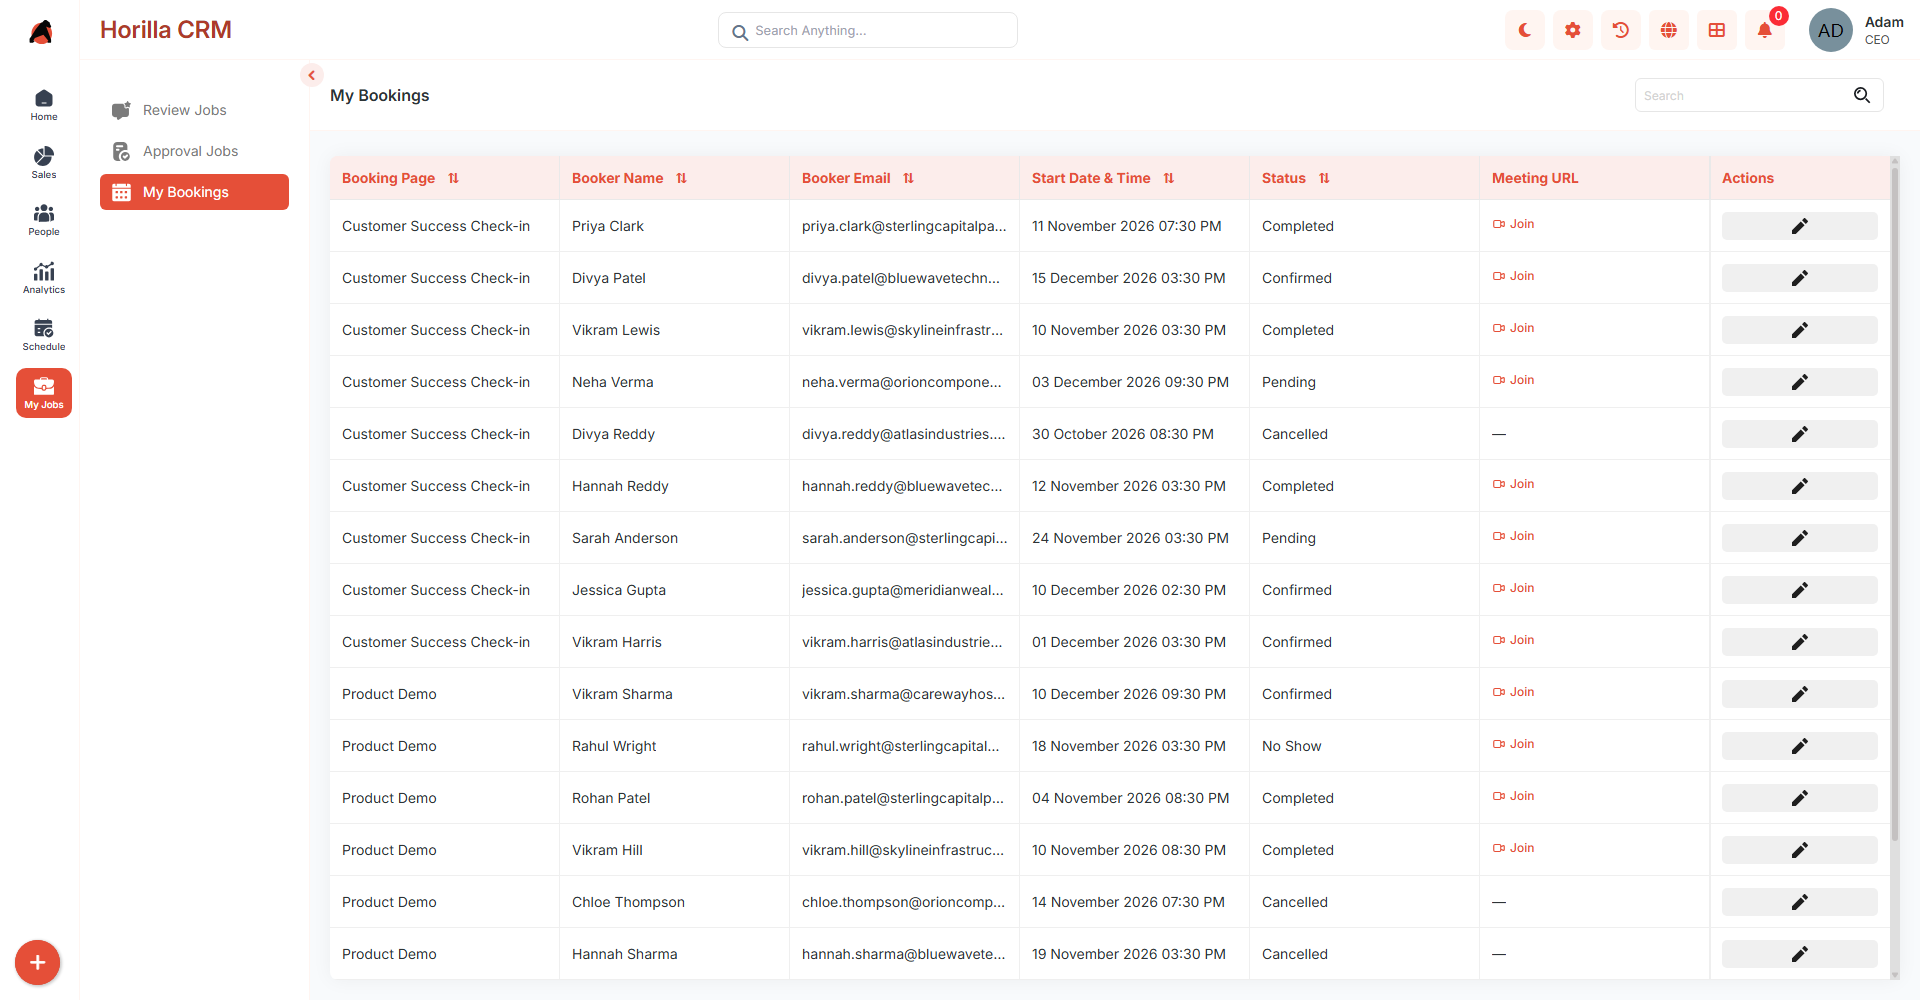 Horilla CRM
Search Anything...
0
AD
Adam
CEO
Home
Sales
People
Analytics
Schedule
My Jobs
Review Jobs
Approval Jobs
My Bookings
My Bookings
Search
Booking Page Booker Name Booker Email Start Date & Time Status Meeting URL Actions
Customer Success Check-in Priya Clark priya.clark@sterlingcapitalpa... 11 November 2026 07:30 PM Completed Join
Customer Success Check-in Divya Patel divya.patel@bluewavetechn... 15 December 2026 03:30 PM Confirmed Join
Customer Success Check-in Vikram Lewis vikram.lewis@skylineinfrastr... 10 November 2026 03:30 PM Completed Join
Customer Success Check-in Neha Verma neha.verma@orioncompone... 03 December 2026 09:30 PM Pending Join
Customer Success Check-in Divya Reddy divya.reddy@atlasindustries.... 30 October 2026 08:30 PM Cancelled —
Customer Success Check-in Hannah Reddy hannah.reddy@bluewavetec... 12 November 2026 03:30 PM Completed Join
Customer Success Check-in Sarah Anderson sarah.anderson@sterlingcapi... 24 November 2026 03:30 PM Pending Join
Customer Success Check-in Jessica Gupta jessica.gupta@meridianweal... 10 December 2026 02:30 PM Confirmed Join
Customer Success Check-in Vikram Harris vikram.harris@atlasindustrie... 01 December 2026 03:30 PM Confirmed Join
Product Demo Vikram Sharma vikram.sharma@carewayhos... 10 December 2026 09:30 PM Confirmed Join
Product Demo Rahul Wright rahul.wright@sterlingcapital... 18 November 2026 03:30 PM No Show Join
Product Demo Rohan Patel rohan.patel@sterlingcapitalp... 04 November 2026 08:30 PM Completed Join
Product Demo Vikram Hill vikram.hill@skylineinfrastruc... 10 November 2026 08:30 PM Completed Join
Product Demo Chloe Thompson chloe.thompson@orioncomp... 14 November 2026 07:30 PM Cancelled —
Product Demo Hannah Sharma hannah.sharma@bluewavete... 19 November 2026 03:30 PM Cancelled —